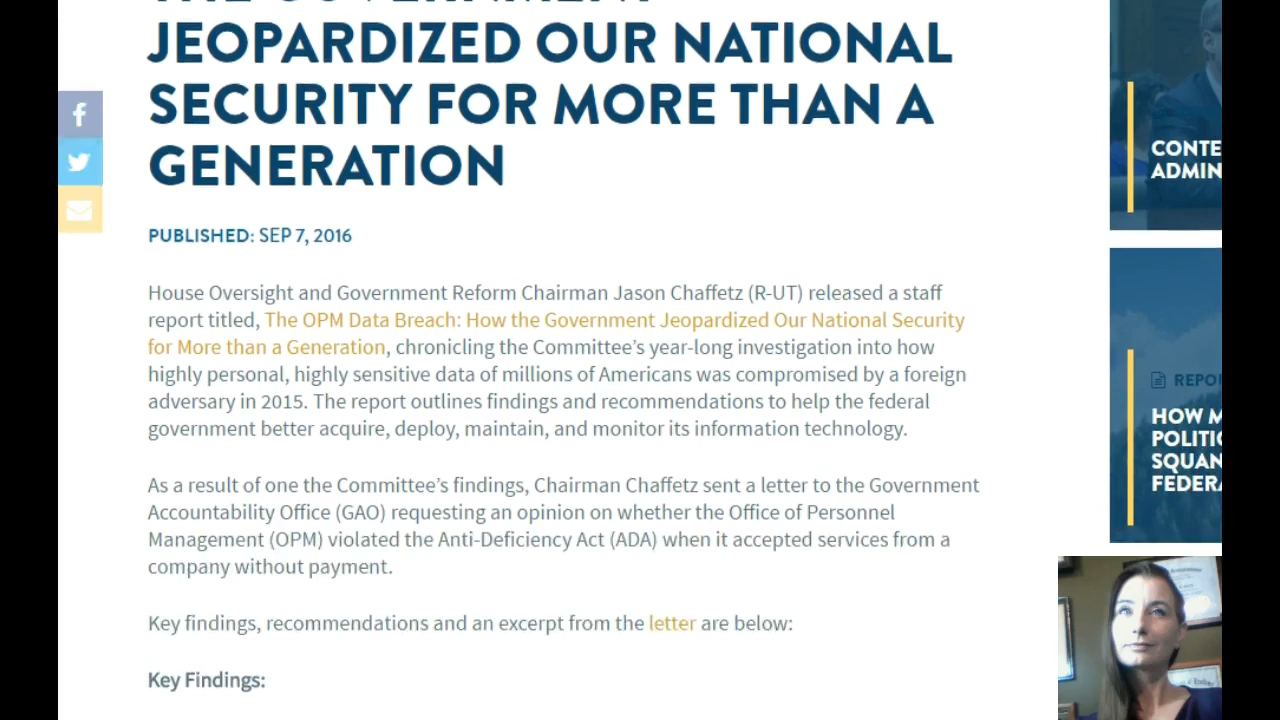 JEOPARDIZED OUR NATIONAL
SECURITY FOR MORE THAN A
GENERATION
PUBLISHED: SEP 7, 2016
House Oversight and Government Reform Chairman Jason Chaffetz (R-UT) released a staff
report titled, The OPM Data Breach: How the Government Jeopardized Our National Security
for More than a Generation, chronicling the Committee’s year-long investigation into how
highly personal, highly sensitive data of millions of Americans was compromised by a foreign
adversary in 2015. The report outlines findings and recommendations to help the federal
government better acquire, deploy, maintain, and monitor its information technology.
As a result of one the Committee’s findings, Chairman Chaffetz sent a letter to the Government
Accountability Office (GAO) requesting an opinion on whether the Office of Personnel
Management (OPM) violated the Anti-Deficiency Act (ADA) when it accepted services from a
company without payment.
Key findings, recommendations and an excerpt from the letter are below:
Key Findings:
CONTE
ADMIN
REPO
HOW M
POLITIC
SQUAN
FEDERA